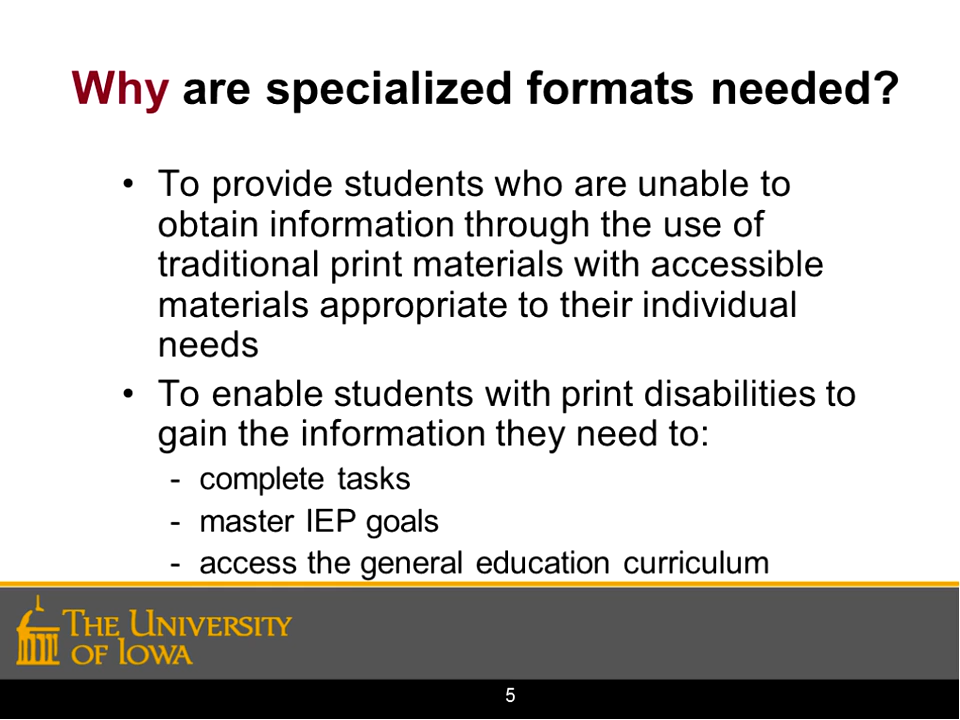 Why are specialized formats needed?
• To provide students who are unable to
obtain information through the use of
traditional print materials with accessible
materials appropriate to their individual
needs
• To enable students with print disabilities to
gain the information they need to:
- complete tasks
- master IEP goals
- access the general education curriculum
THE UNIVERSITY
OF IOWA
5